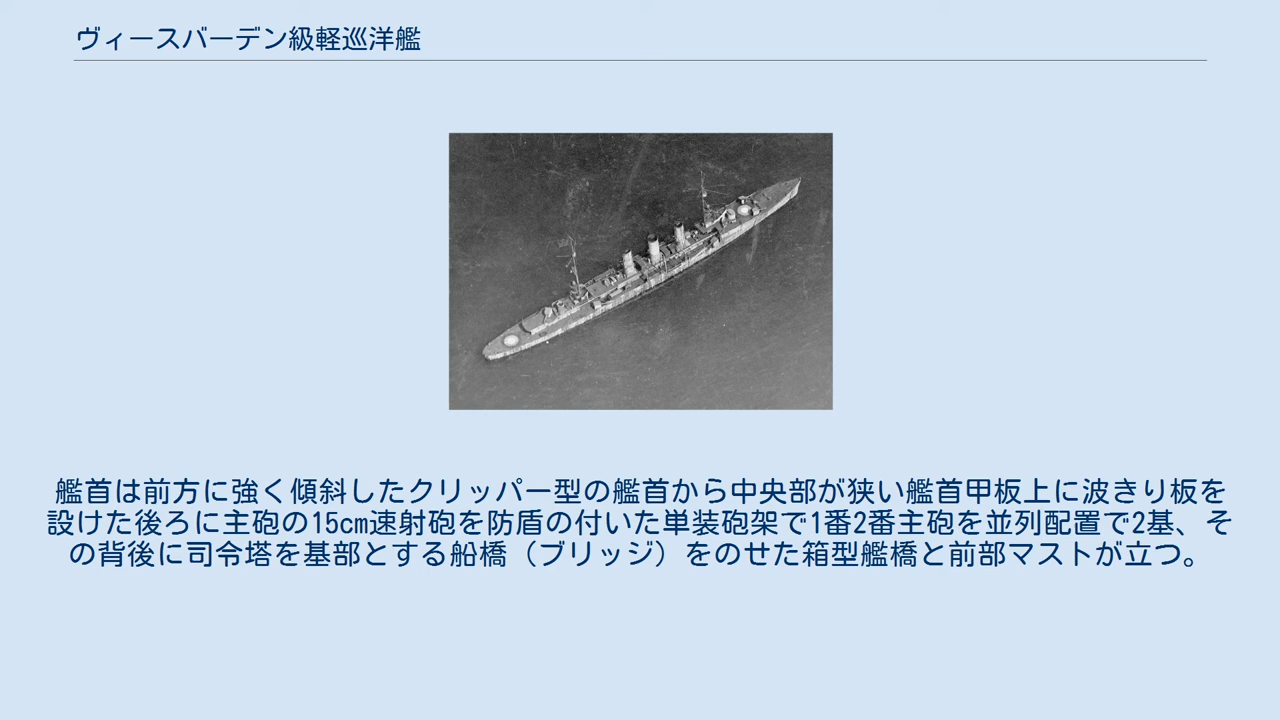 ヴィースバーデン級軽巡洋艦
艦首は前方に強く傾斜したクリッパー型の艦首から中央部が狭い艦首甲板上に波きり板を
設けた後ろに主砲の15cm速射砲を防盾の付いた単装砲架で1番2番主砲を並列配置で2基、そ
の背後に司令塔を基部とする船橋（ブリッジ）をのせた箱型艦橋と前部マストが立つ。